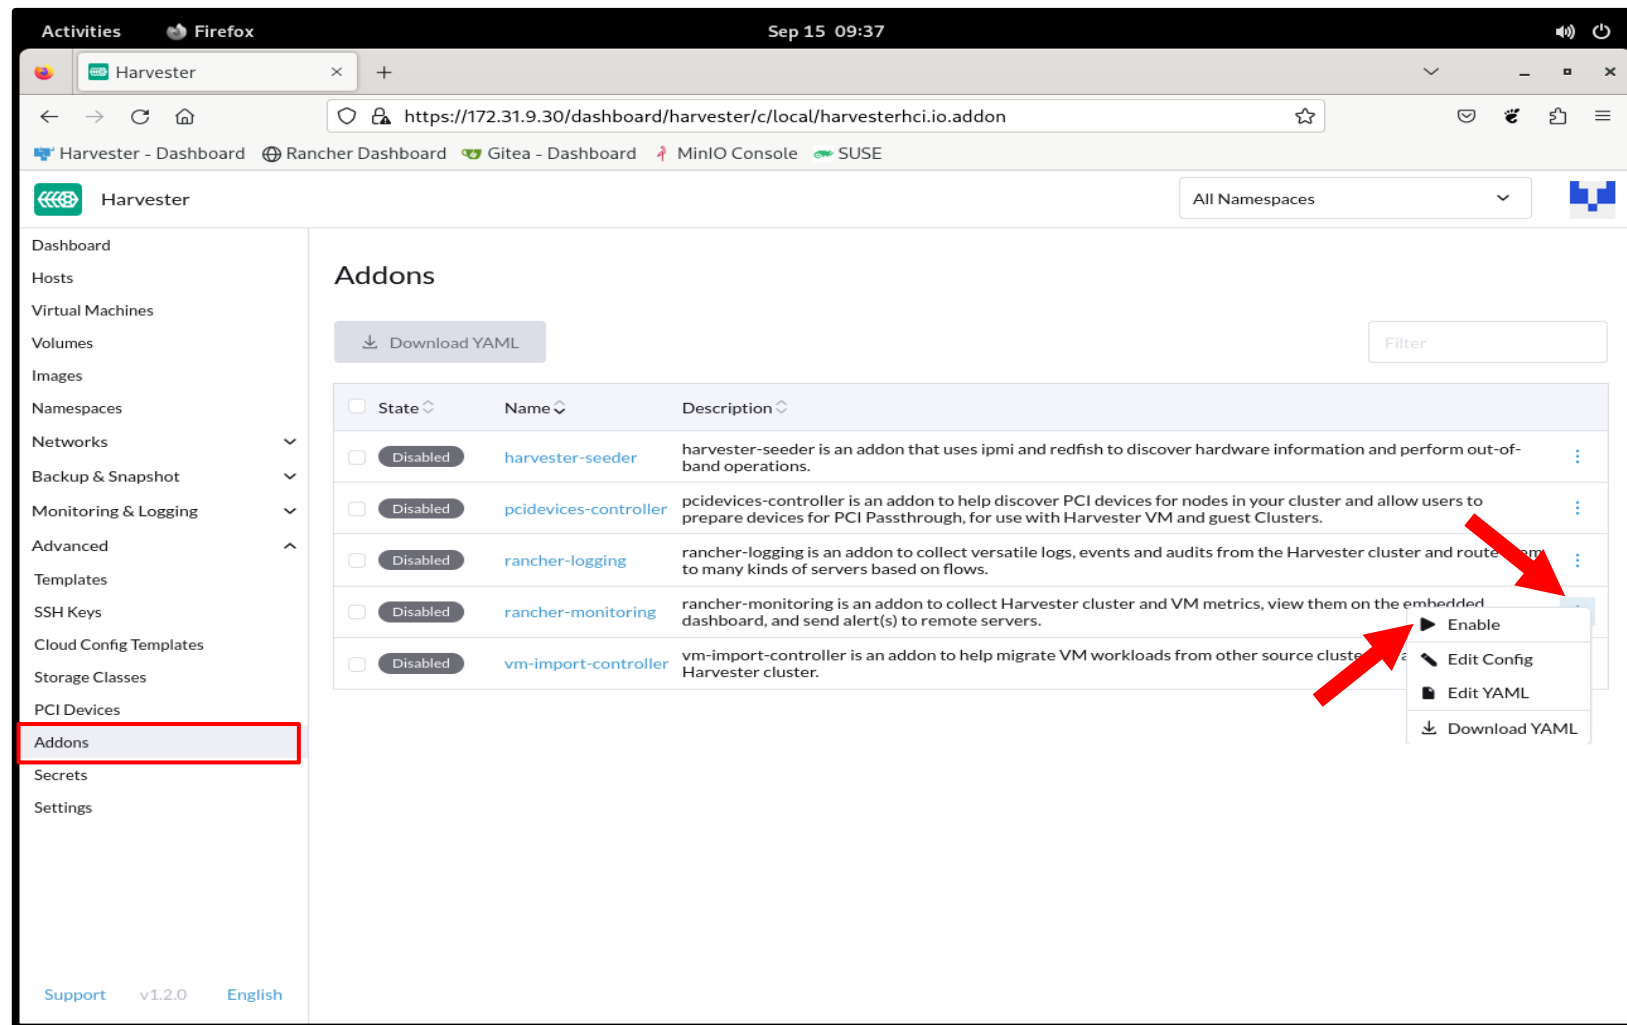 Activities Firefox Sep 15 09:37
Harvester
https://172.31.9.30/dashboard/harvester/c/local/harvesterhci.io.addon
Harvester - Dashboard Rancher Dashboard Gitea - Dashboard MinIO Console SUSE
Harvester All Namespaces
Dashboard
Hosts
Virtual Machines
Volumes
Images
Namespaces
Networks
Backup & Snapshot
Monitoring & Logging
Advanced
Templates
SSH Keys
Cloud Config Templates
Storage Classes
PCI Devices
Addons
Secrets
Settings
Support v1.2.0 English
Addons
Download YAML Filter
State Name Description
Disabled harvester-seeder harvester-seeder is an addon that uses ipmi and redfish to discover hardware information and perform out-of-
band operations.
Disabled pcidevices-controller pcidevices-controller is an addon to help discover PCI devices for nodes in your cluster and allow users to
prepare devices for PCI Passthrough, for use with Harvester VM and guest Clusters.
Disabled rancher-logging rancher-logging is an addon to collect versatile logs, events and audits from the Harvester cluster and route
to many kinds of servers based on flows.
Disabled rancher-monitoring rancher-monitoring is an addon to collect Harvester cluster and VM metrics, view them on the embedded
dashboard, and send alert(s) to remote servers.
Disabled vm-import-controller vm-import-controller is an addon to help migrate VM workloads from other source
Harvester cluster.
Enable
Edit Config
Edit YAML
Download YAML